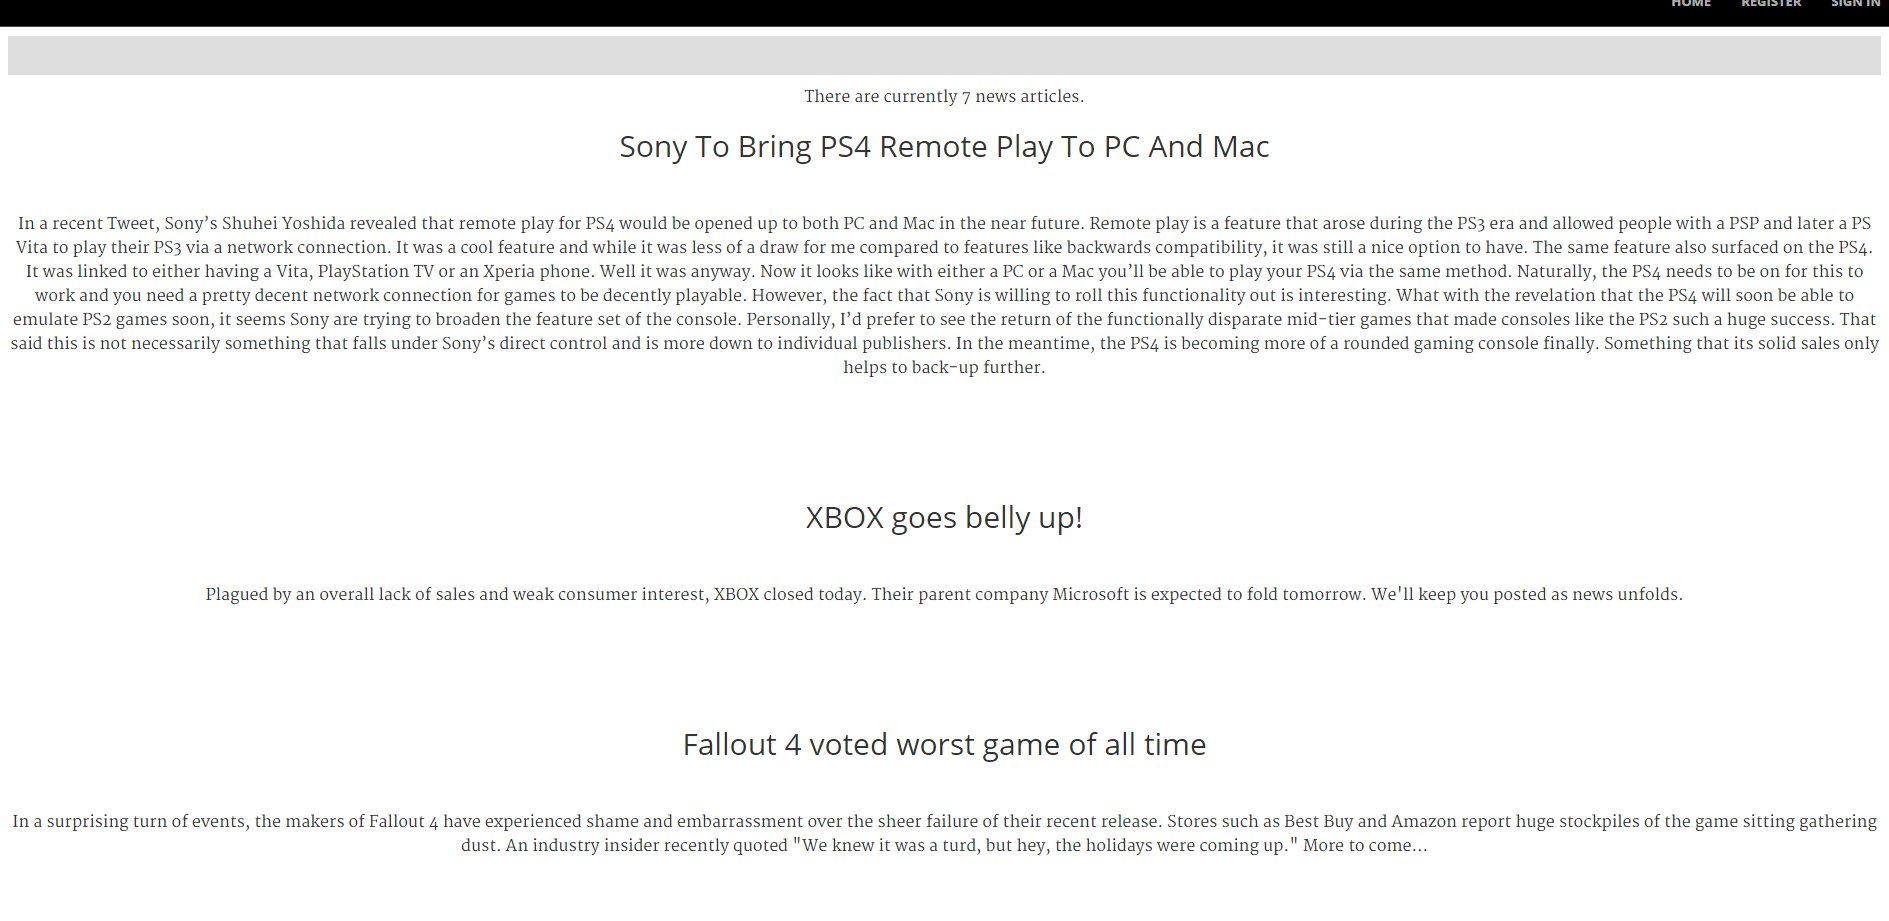 HOME REGISTER SIGN IN
There are currently 7 news articles.
Sony To Bring PS4 Remote Play To PC And Mac
In a recent Tweet, Sony’s Shuhei Yoshida revealed that remote play for PS4 would be opened up to both PC and Mac in the near future. Remote play is a feature that arose during the PS3 era and allowed people with a PSP and later a PS
Vita to play their PS3 via a network connection. It was a cool feature and while it was less of a draw for me compared to features like backwards compatibility, it was still a nice option to have. The same feature also surfaced on the PS4.
It was linked to either having a Vita, PlayStation TV or an Xperia phone. Well it was anyway. Now it looks like with either a PC or a Mac you’ll be able to play your PS4 via the same method. Naturally, the PS4 needs to be on for this to
work and you need a pretty decent network connection for games to be decently playable. However, the fact that Sony is willing to roll this functionality out is interesting. What with the revelation that the PS4 will soon be able to
emulate PS2 games soon, it seems Sony are trying to broaden the feature set of the console. Personally, I’d prefer to see the return of the functionally disparate mid-tier games that made consoles like the PS2 such a huge success. That
said this is not necessarily something that falls under Sony’s direct control and is more down to individual publishers. In the meantime, the PS4 is becoming more of a rounded gaming console finally. Something that its solid sales only
helps to back-up further.
XBOX goes belly up!
Plagued by an overall lack of sales and weak consumer interest, XBOX closed today. Their parent company Microsoft is expected to fold tomorrow. We'll keep you posted as news unfolds.
Fallout 4 voted worst game of all time
In a surprising turn of events, the makers of Fallout 4 have experienced shame and embarrassment over the sheer failure of their recent release. Stores such as Best Buy and Amazon report huge stockpiles of the game sitting gathering
dust. An industry insider recently quoted "We knew it was a turd, but hey, the holidays were coming up." More to come...